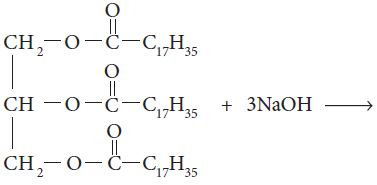 O
CH₂—O—C—C₁₇H₃₅
O
CH—O—C—C₁₇H₃₅ + 3NaOH ⟶
O
CH₂—O—C—C₁₇H₃₅